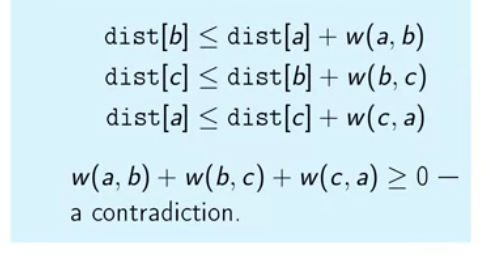 dist[b] ≤ dist[a] + w(a, b)
dist[c] ≤ dist[b] + w(b, c)
dist[a] ≤ dist[c] + w(c, a)
w(a, b) + w(b, c) + w(c, a) ≥ 0 —
a contradiction.